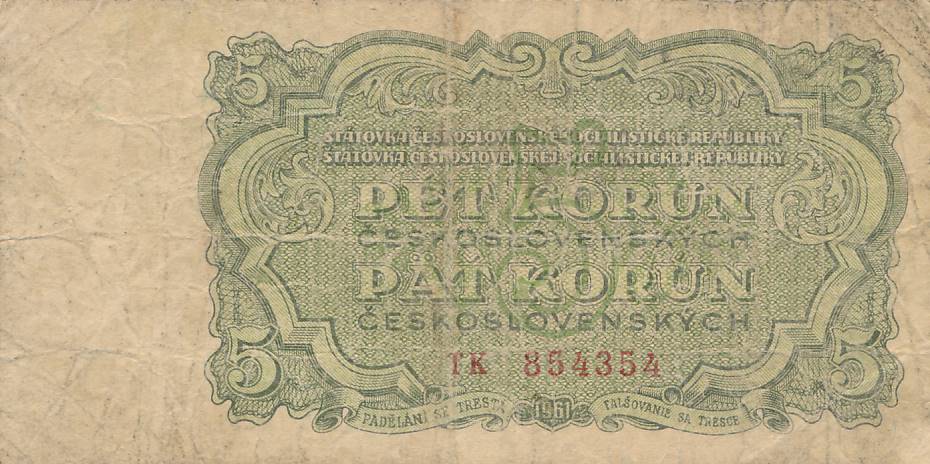 5 5
STÁTOVKA ČESKOSLOVENSKÉ SOCIALISTICKÉ REPUBLIKY
ŠTÁTOVKA ČESKOSLOVENSKEJ SOCIALISTICKEJ REPUBLIKY
PĚT KORUN
ČESKOSLOVENSKÝCH
PÄŤ KORÚN
ČESKOSLOVENSKÝCH
5 5
TK 854354
PADĚLÁNÍ SE TRESTÁ 1961 FALŠOVANIE SA TRESCE